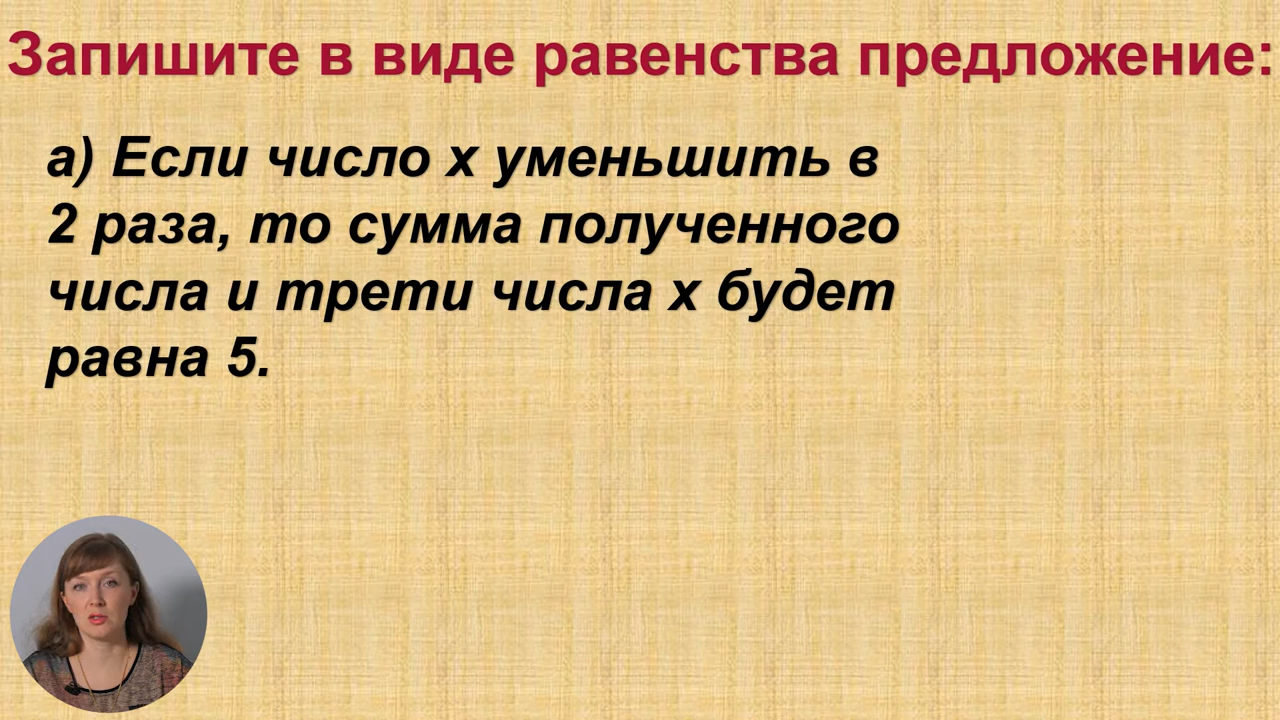 Запишите в виде равенства предложение:
а) Если число х уменьшить в
2 раза, то сумма полученного
числа и трети числа х будет
равна 5.